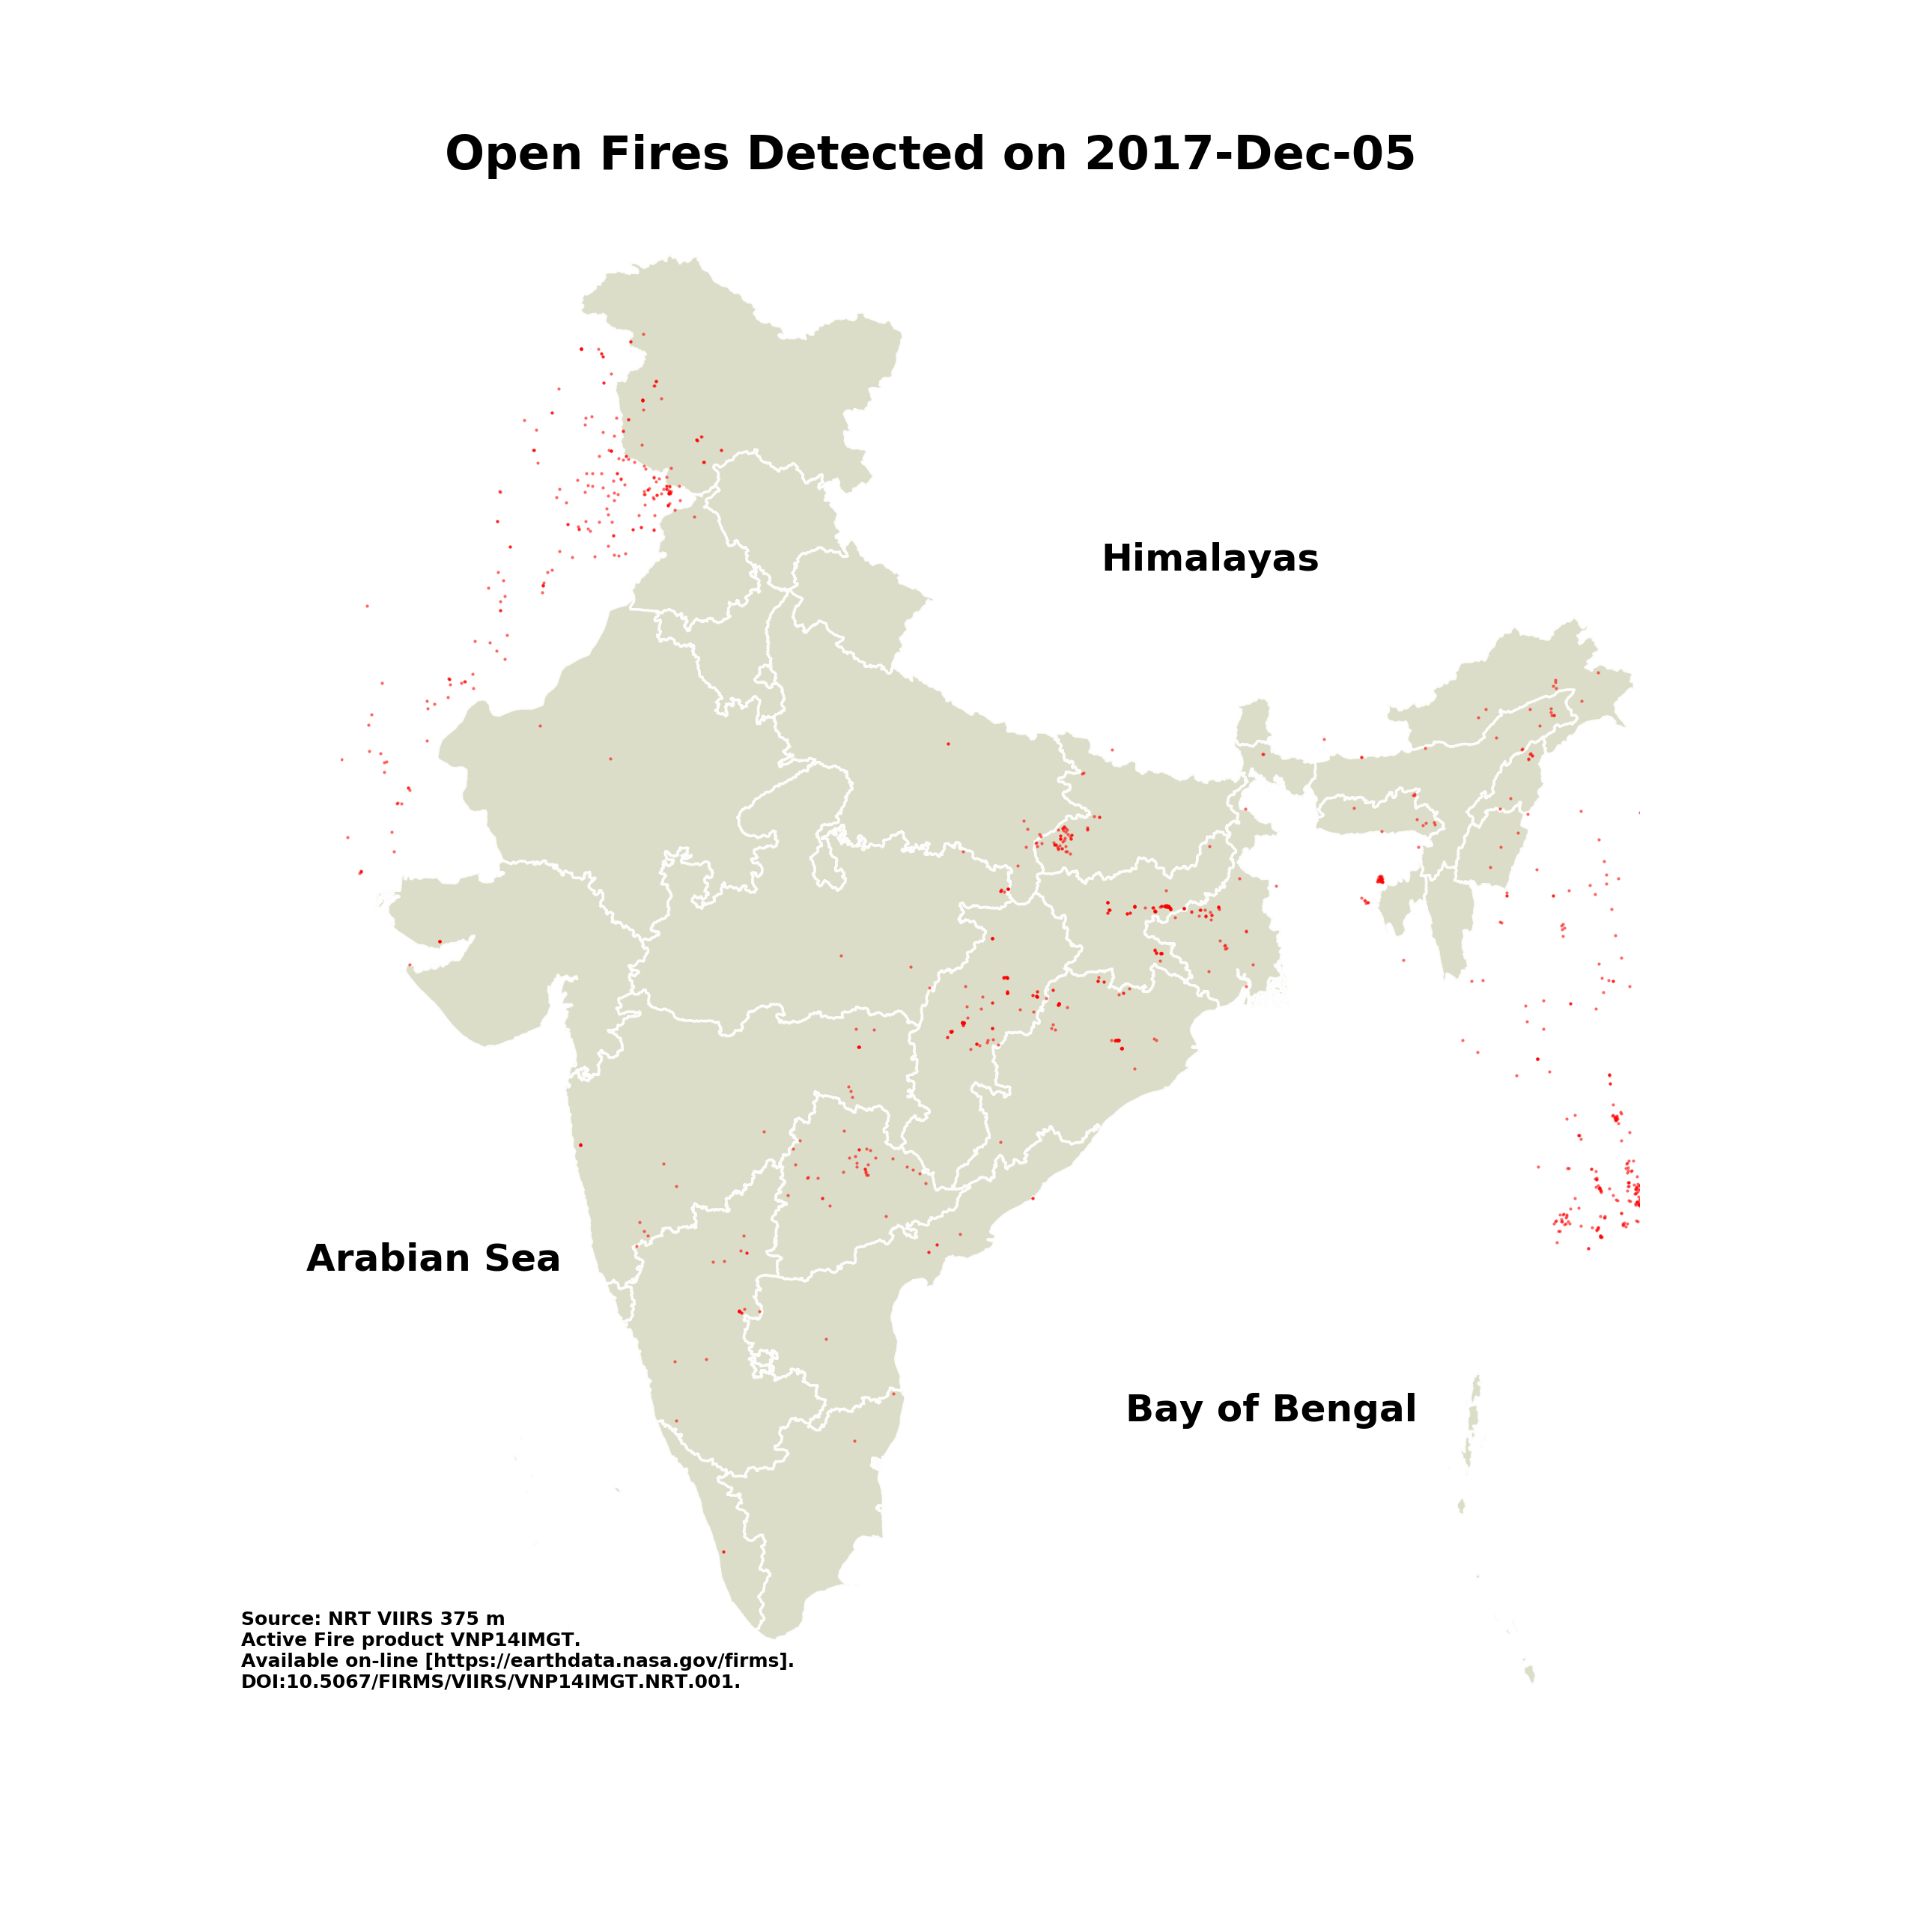 Open Fires Detected on 2017-Dec-05
Himalayas
Arabian Sea
Bay of Bengal
Source: NRT VIIRS 375 m
Active Fire product VNP14IMGT.
Available on-line [https://earthdata.nasa.gov/firms].
DOI:10.5067/FIRMS/VIIRS/VNP14IMGT.NRT.001.